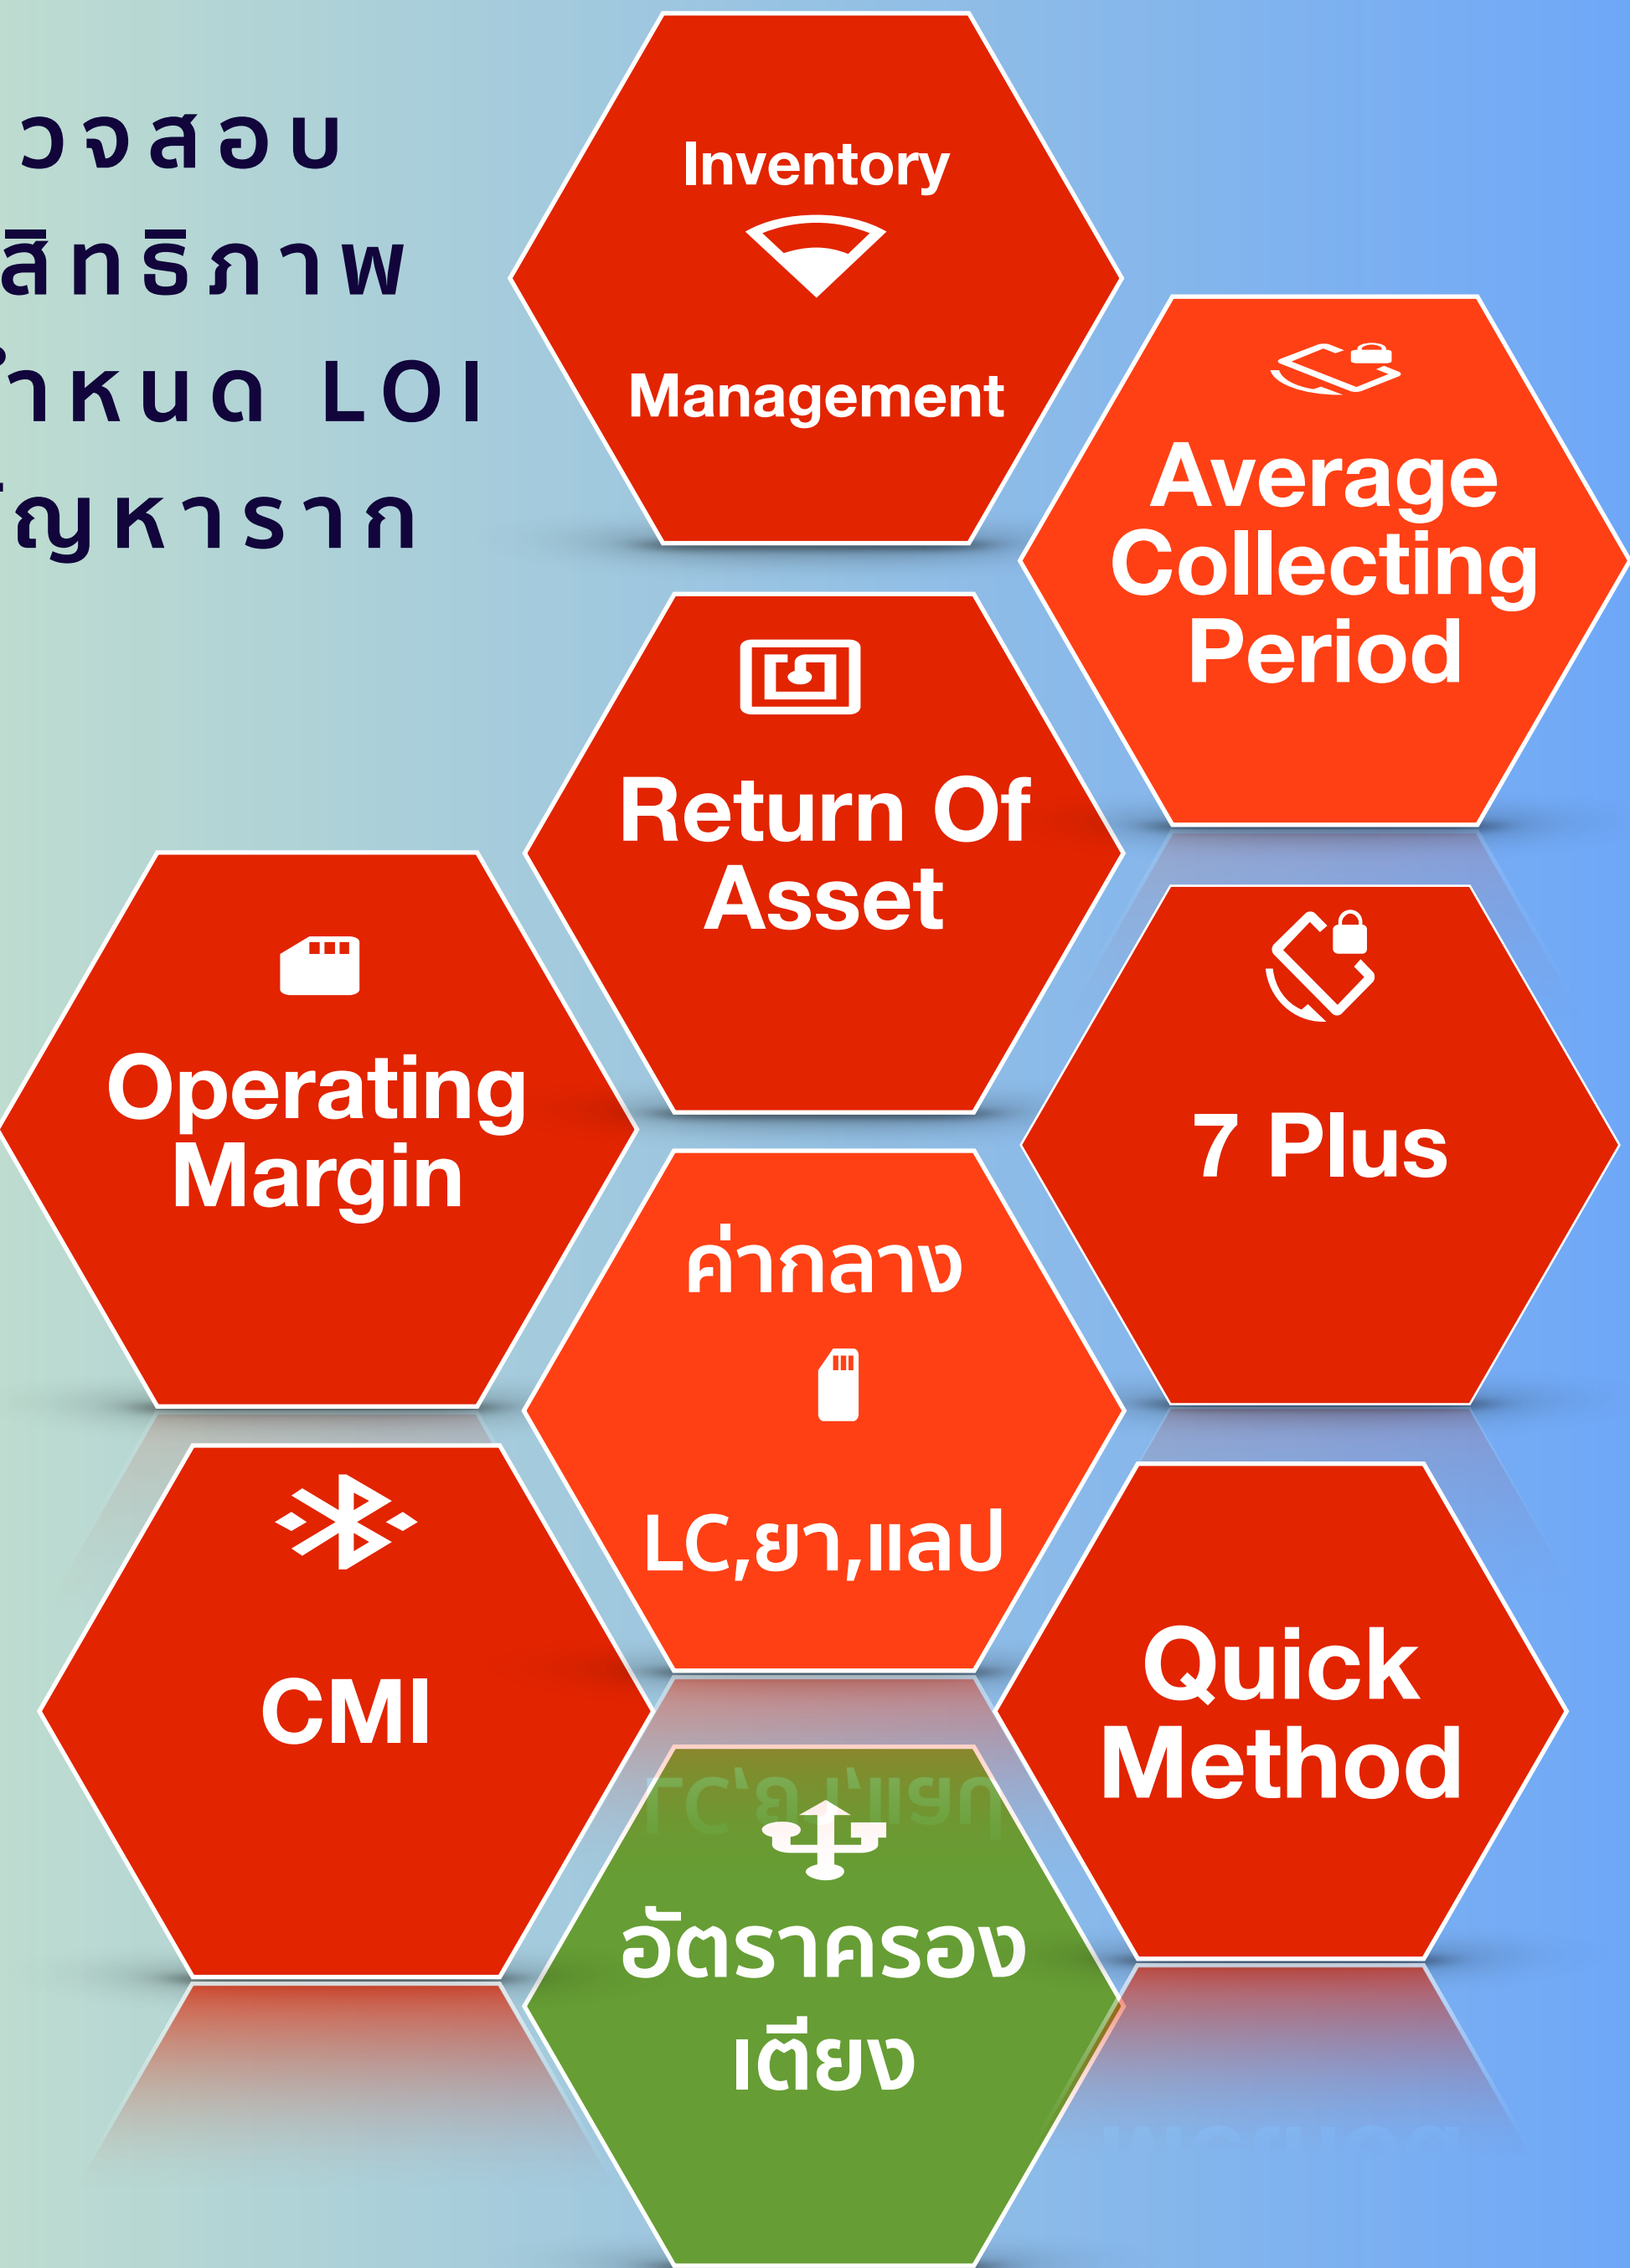 วจสอบ
สิทธิภาพ
ำหนด LOI
ัญหาราก
Inventory
Management
Average
Collecting
Period
Return Of
Asset
Operating
Margin
7 Plus
ค่ากลาง
LC,ยา,แลป
CMI
Quick
Method
อัตราครอง
เตียง